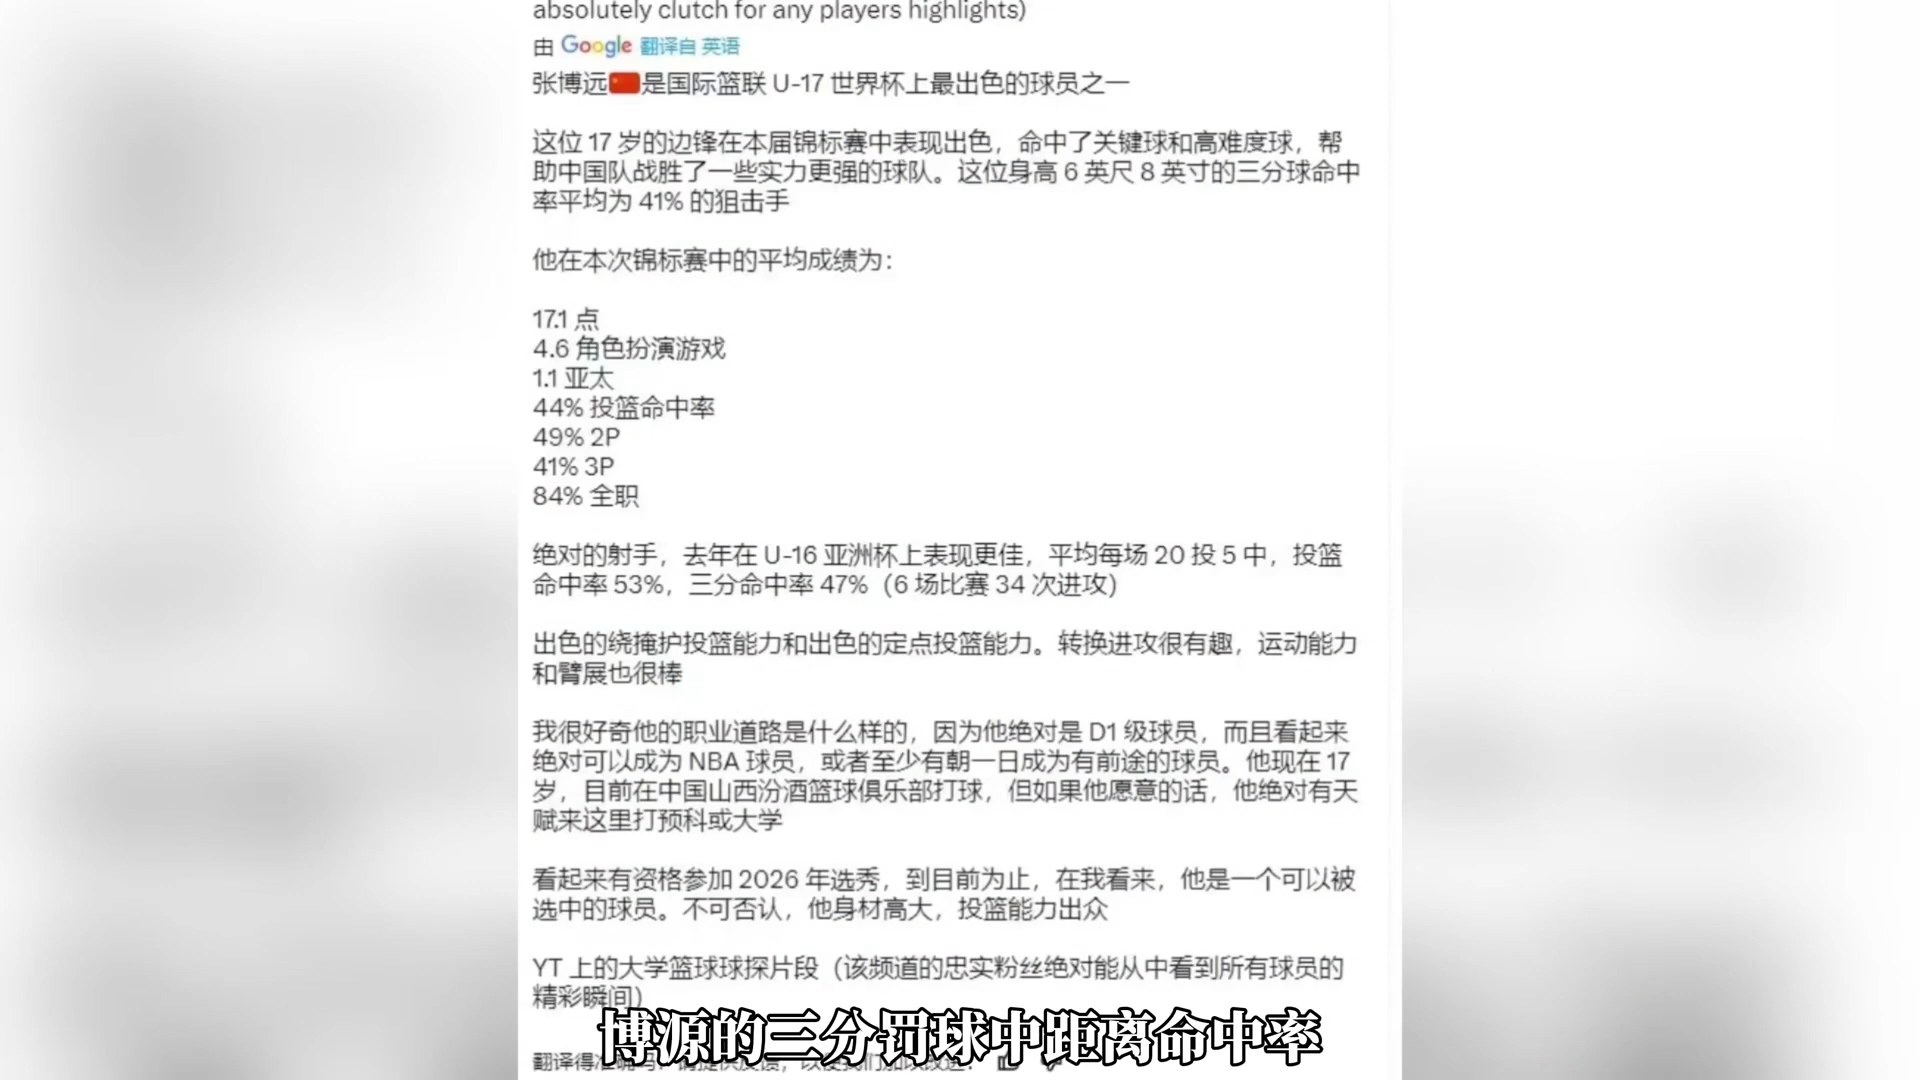 absolutely clutch for any players highlights)
由 Google 翻译自 英语
张博远🇨🇳是国际篮联 U-17 世界杯上最出色的球员之一
这位 17 岁的边锋在本届锦标赛中表现出色，命中了关键球和高难度球，帮
助中国队战胜了一些实力更强的球队。这位身高 6 英尺 8 英寸的三分球命中
率平均为 41% 的狙击手
他在本次锦标赛中的平均成绩为：
17.1 点
4.6 角色扮演游戏
1.1 亚太
44% 投篮命中率
49% 2P
41% 3P
84% 全职
绝对的射手，去年在 U-16 亚洲杯上表现更佳，平均每场 20 投 5 中，投篮
命中率 53%，三分命中率 47%（6 场比赛 34 次进攻）
出色的绕掩护投篮能力和出色的定点投篮能力。转换进攻很有趣，运动能力
和臂展也很棒
我很好奇他的职业道路是什么样的，因为他绝对是 D1 级球员，而且看起来
绝对可以成为 NBA 球员，或者至少有朝一日成为有前途的球员。他现在 17
岁，目前在中国山西汾酒篮球俱乐部打球，但如果他愿意的话，他绝对有天
赋来这里打预科或大学
看起来有资格参加 2026 年选秀，到目前为止，在我看来，他是一个可以被
选中的球员。不可否认，他身材高大，投篮能力出众
YT 上的大学篮球球探片段（该频道的忠实粉丝绝对能从中看到所有球员的
精彩瞬间）
博源的三分罚球中距离命中率
翻译得准确吗？请提供反馈，以便我们加以改进：